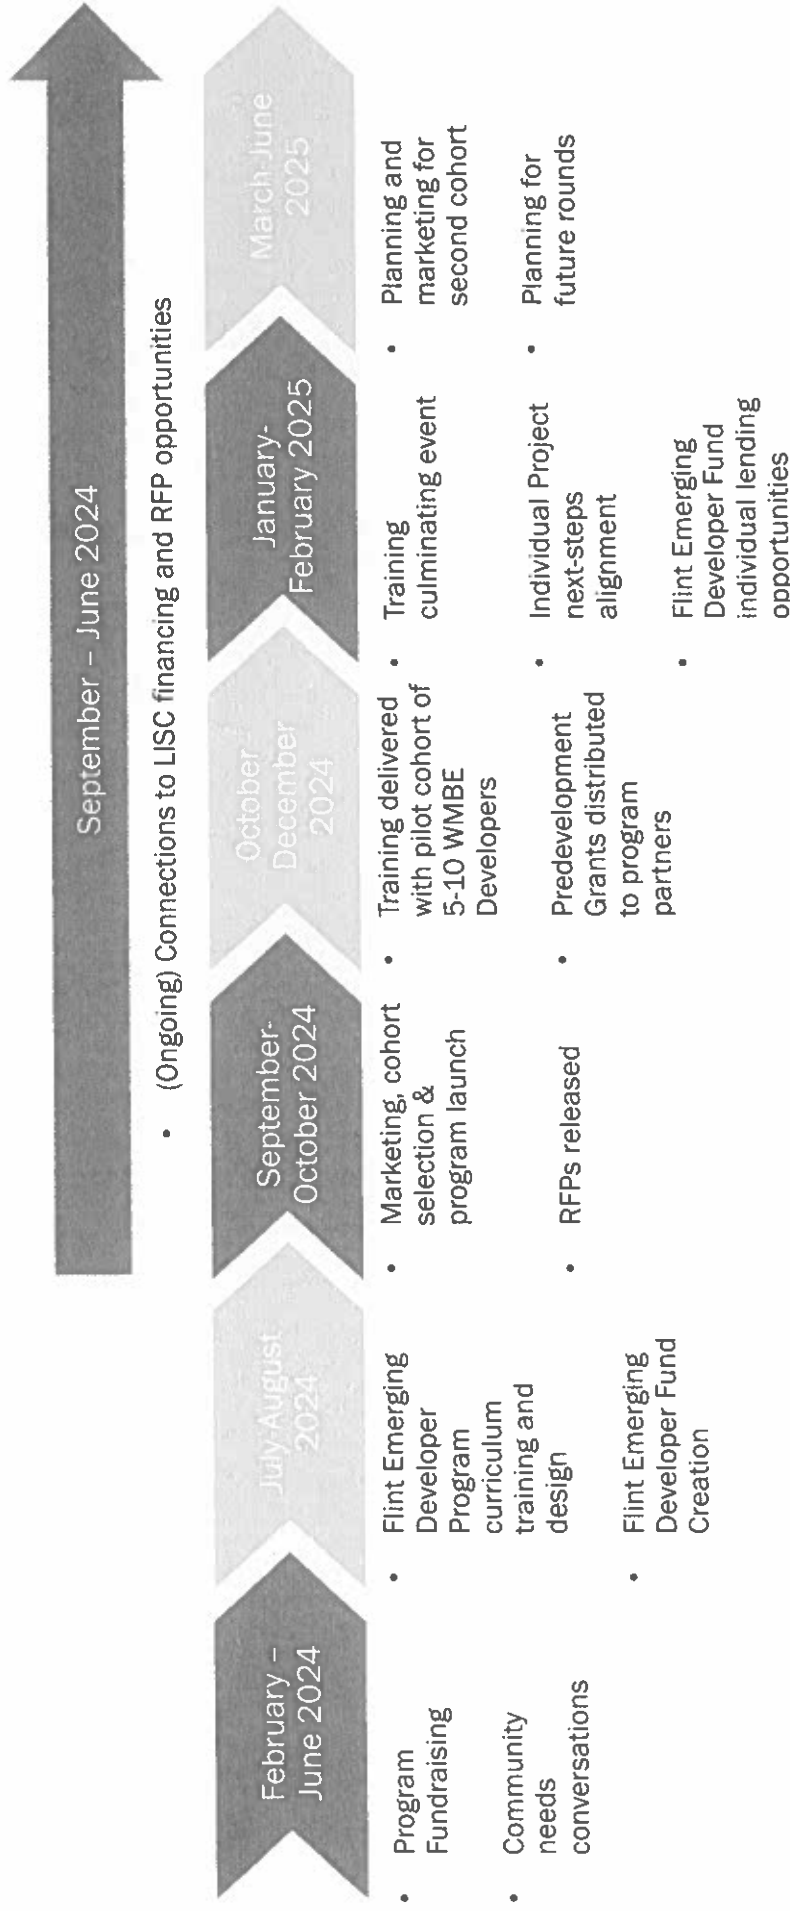 September – June 2024
• (Ongoing) Connections to LISC financing and RFP opportunities
February –
June 2024
• Program
Fundraising
• Community
needs
conversations
July-August
2024
• Flint Emerging
Developer
Program
curriculum
training and
design
• Flint Emerging
Developer Fund
Creation
September-
October 2024
• Marketing, cohort
selection &
program launch
• RFPs released
October –
December
2024
• Training delivered
with pilot cohort of
5-10 WMBE
Developers
• Predevelopment
Grants distributed
to program
partners
January-
February 2025
• Training
culminating event
• Individual Project
next-steps
alignment
• Flint Emerging
Developer Fund
individual lending
opportunities
March-June
2025
• Planning and
marketing for
second cohort
• Planning for
future rounds